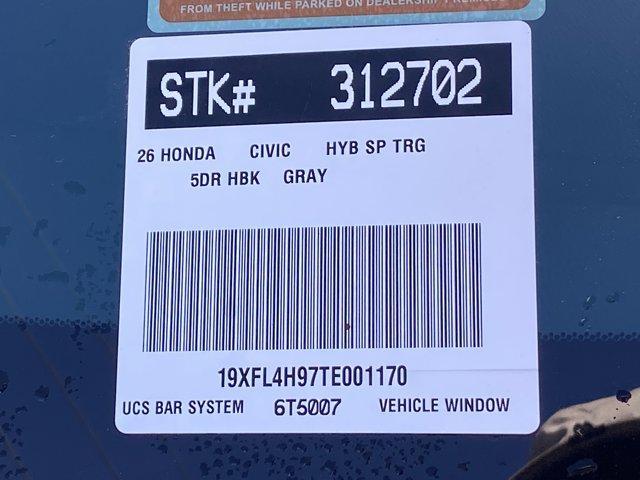 FROM THEFT WHILE PARKED ON DEALERSHIP PREMISES
STK# 312702
26 HONDA CIVIC HYB SP TRG
5DR HBK GRAY
19XFL4H97TE001170
UCS BAR SYSTEM 6T5007 VEHICLE WINDOW